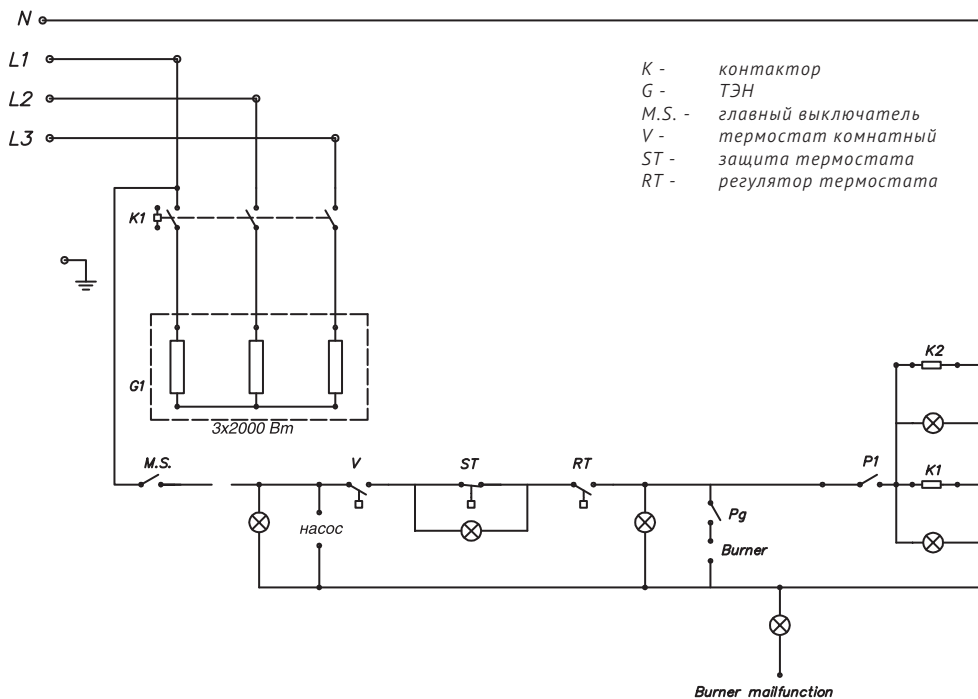 N
L1
L2
L3
K - контактор
G - ТЭН
M.S. - главный выключатель
V - термостат комнатный
ST - защита термостата
RT - регулятор термостата
K1
G1
3x2000 Вт
K2
M.S.
V
ST
RT
P1
K1
насос
Pg
Burner
Burner mailfunction